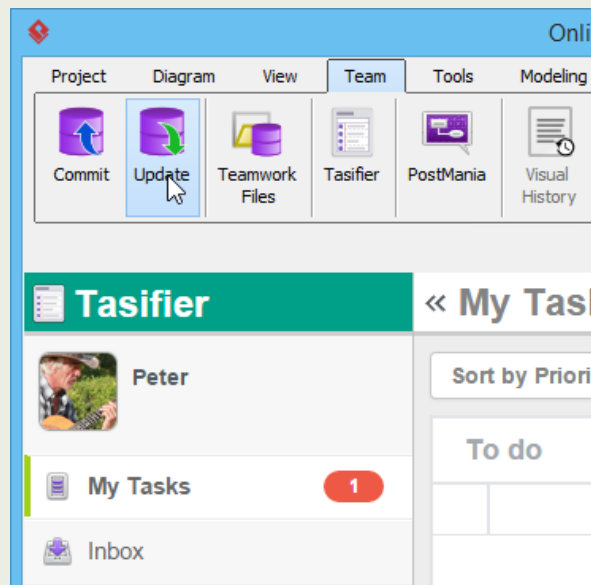 Onli
Project Diagram View Team Tools Modeling
Commit Update Teamwork Files Tasifier PostMania Visual History
Tasifier
« My Tas
Peter
Sort by Priori
To do
My Tasks 1
Inbox